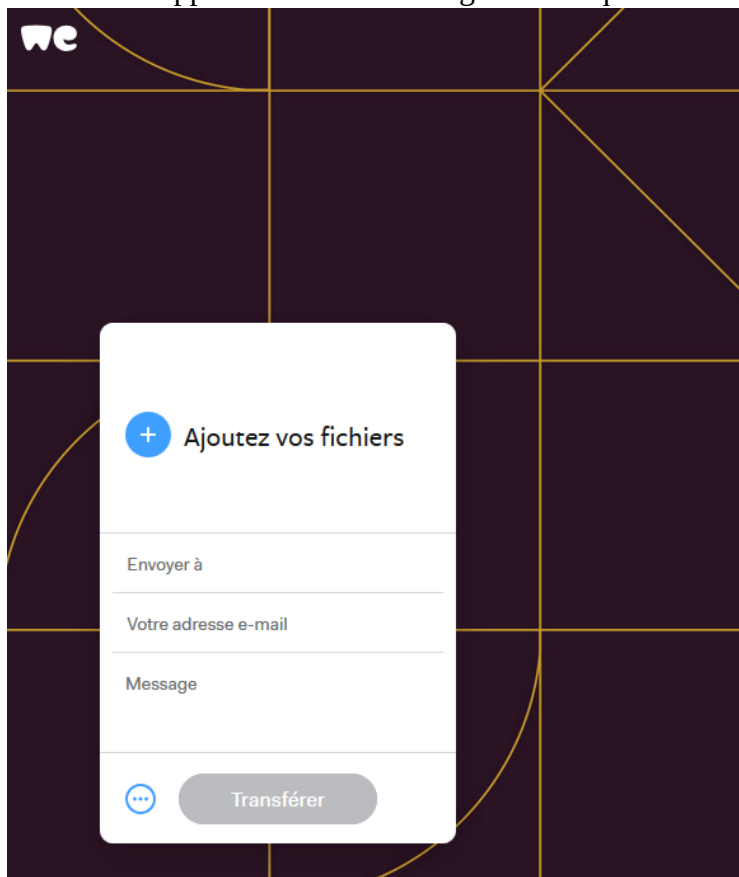 we
Ajoutez vos fichiers
Envoyer à
Votre adresse e-mail
Message
Transférer